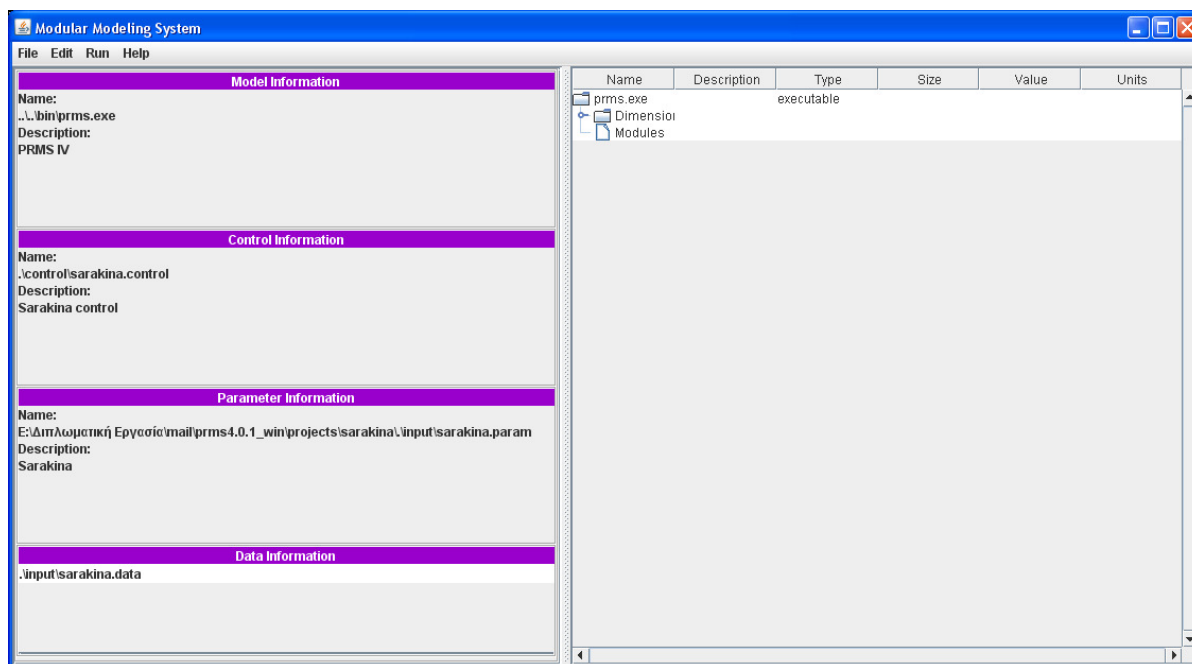 Modular Modeling System
File Edit Run Help
Model Information
Name:
..\..\bin\prms.exe
Description:
PRMS IV
Control Information
Name:
.\control\sarakina.control
Description:
Sarakina control
Parameter Information
Name:
E:\Διπλωματική Εργασία\mail\prms4.0.1_win\projects\sarakina\.\input\sarakina.param
Description:
Sarakina
Data Information
.\input\sarakina.data
Name Description Type Size Value Units
prms.exe executable
Dimension
Modules